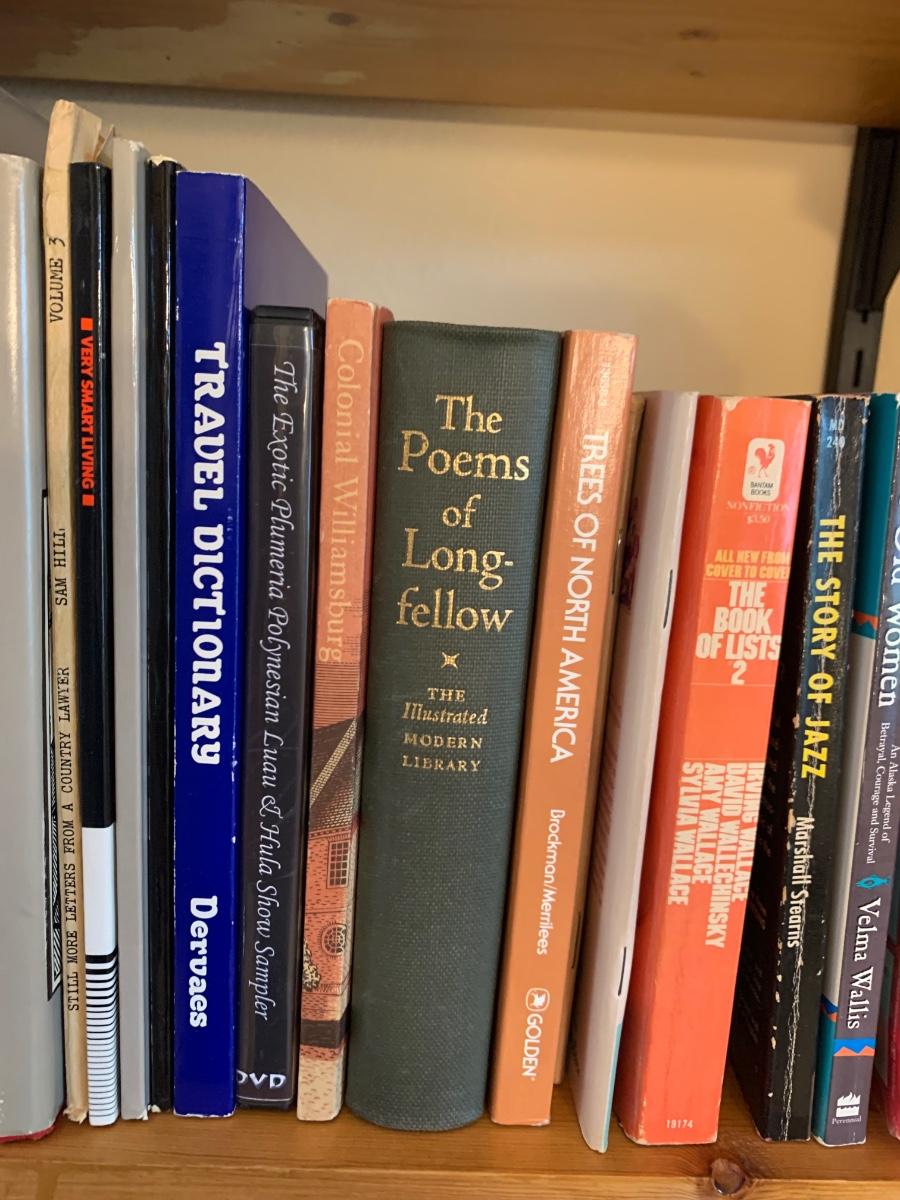 VOLUME 3
SAM HILL
STILL MORE LETTERS FROM A COUNTRY LAWYER
VERY SMART LIVING
TRAVEL DICTIONARY
Dervaes
The Exotic Plumeria Polynesian Luau & Hula Show Sampler
DVD
Colonial Williamsburg
The
Poems
of
Long-
fellow
THE
Illustrated
MODERN
LIBRARY
TREES OF NORTH AMERICA
Brockman/Merrilees
GOLDEN®
BANTAM
BOOKS
NONFICTION
$3.50
ALL NEW FROM
COVER TO COVER
THE
BOOK
OF LISTS
2
IRVING WALLACE
DAVID WALLECHINSKY
AMY WALLACE
SYLVIA WALLACE
19174
MD
240
THE STORY OF JAZZ
Marshall Stearns
Old Women
An Alaska Legend of
Betrayal, Courage and Survival
Velma Wallis
Perennial